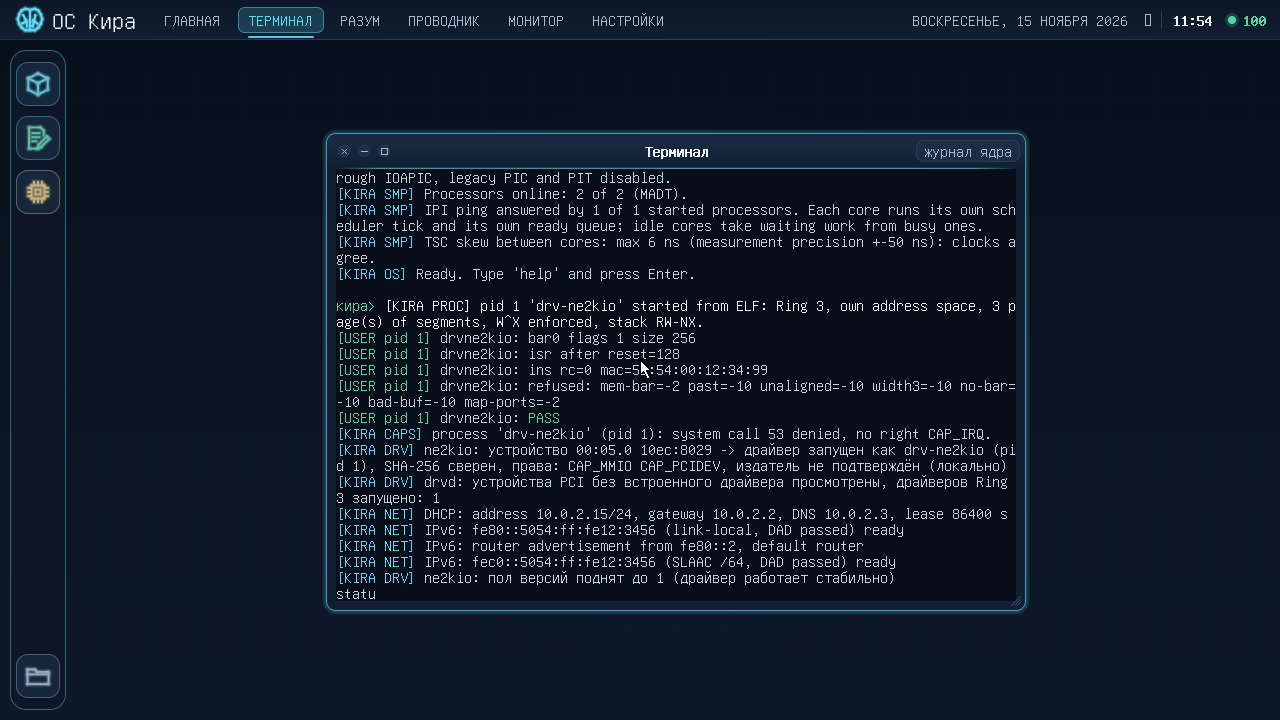 ОС Кира
ГЛАВНАЯ ТЕРМИНАЛ РАЗУМ ПРОВОДНИК МОНИТОР НАСТРОЙКИ
ВОСКРЕСЕНЬЕ, 15 НОЯБРЯ 2026 11:54 100
Терминал
журнал ядра
rough IOAPIC, legacy PIC and PIT disabled.
[KIRA SMP] Processors online: 2 of 2 (MADT).
[KIRA SMP] IPI ping answered by 1 of 1 started processors. Each core runs its own sch
eduler tick and its own ready queue; idle cores take waiting work from busy ones.
[KIRA SMP] TSC skew between cores: max 6 ns (measurement precision +-50 ns): clocks a
gree.
[KIRA OS] Ready. Type 'help' and press Enter.
кира> [KIRA PROC] pid 1 'drv-ne2kio' started from ELF: Ring 3, own address space, 3 p
age(s) of segments, W^X enforced, stack RW-NX.
[USER pid 1] drvne2kio: bar0 flags 1 size 256
[USER pid 1] drvne2kio: isr after reset=128
[USER pid 1] drvne2kio: ins rc=0 mac=52:54:00:12:34:99
[USER pid 1] drvne2kio: refused: mem-bar=-2 past=-10 unaligned=-10 width3=-10 no-bar=
-10 bad-buf=-10 map-ports=-2
[USER pid 1] drvne2kio: PASS
[KIRA CAPS] process 'drv-ne2kio' (pid 1): system call 53 denied, no right CAP_IRQ.
[KIRA DRV] ne2kio: устройство 00:05.0 10ec:8029 -> драйвер запущен как drv-ne2kio (pi
d 1), SHA-256 сверен, права: CAP_MMIO CAP_PCIDEV, издатель не подтверждён (локально)
[KIRA DRV] drvd: устройства PCI без встроенного драйвера просмотрены, драйверов Ring
3 запущено: 1
[KIRA NET] DHCP: address 10.0.2.15/24, gateway 10.0.2.2, DNS 10.0.2.3, lease 86400 s
[KIRA NET] IPv6: fe80::5054:ff:fe12:3456 (link-local, DAD passed) ready
[KIRA NET] IPv6: router advertisement from fe80::2, default router
[KIRA NET] IPv6: fec0::5054:ff:fe12:3456 (SLAAC /64, DAD passed) ready
[KIRA DRV] ne2kio: пол версий поднят до 1 (драйвер работает стабильно)
statu